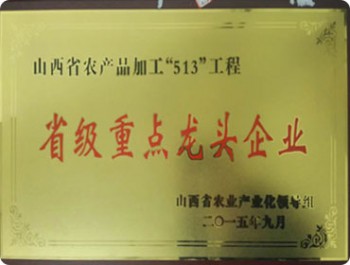 山西省农产品加工“513”工程
省级重点龙头企业
山西省农业产业化领导组
二〇一五年九月